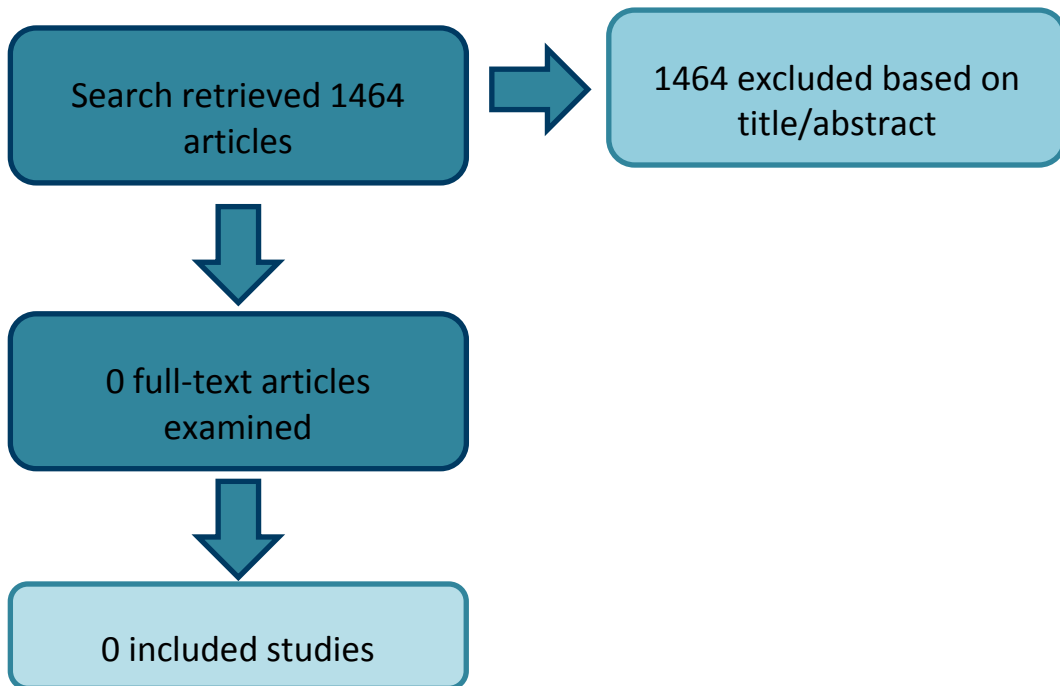 Search retrieved 1464
articles
1464 excluded based on
title/abstract
0 full-text articles
examined
0 included studies